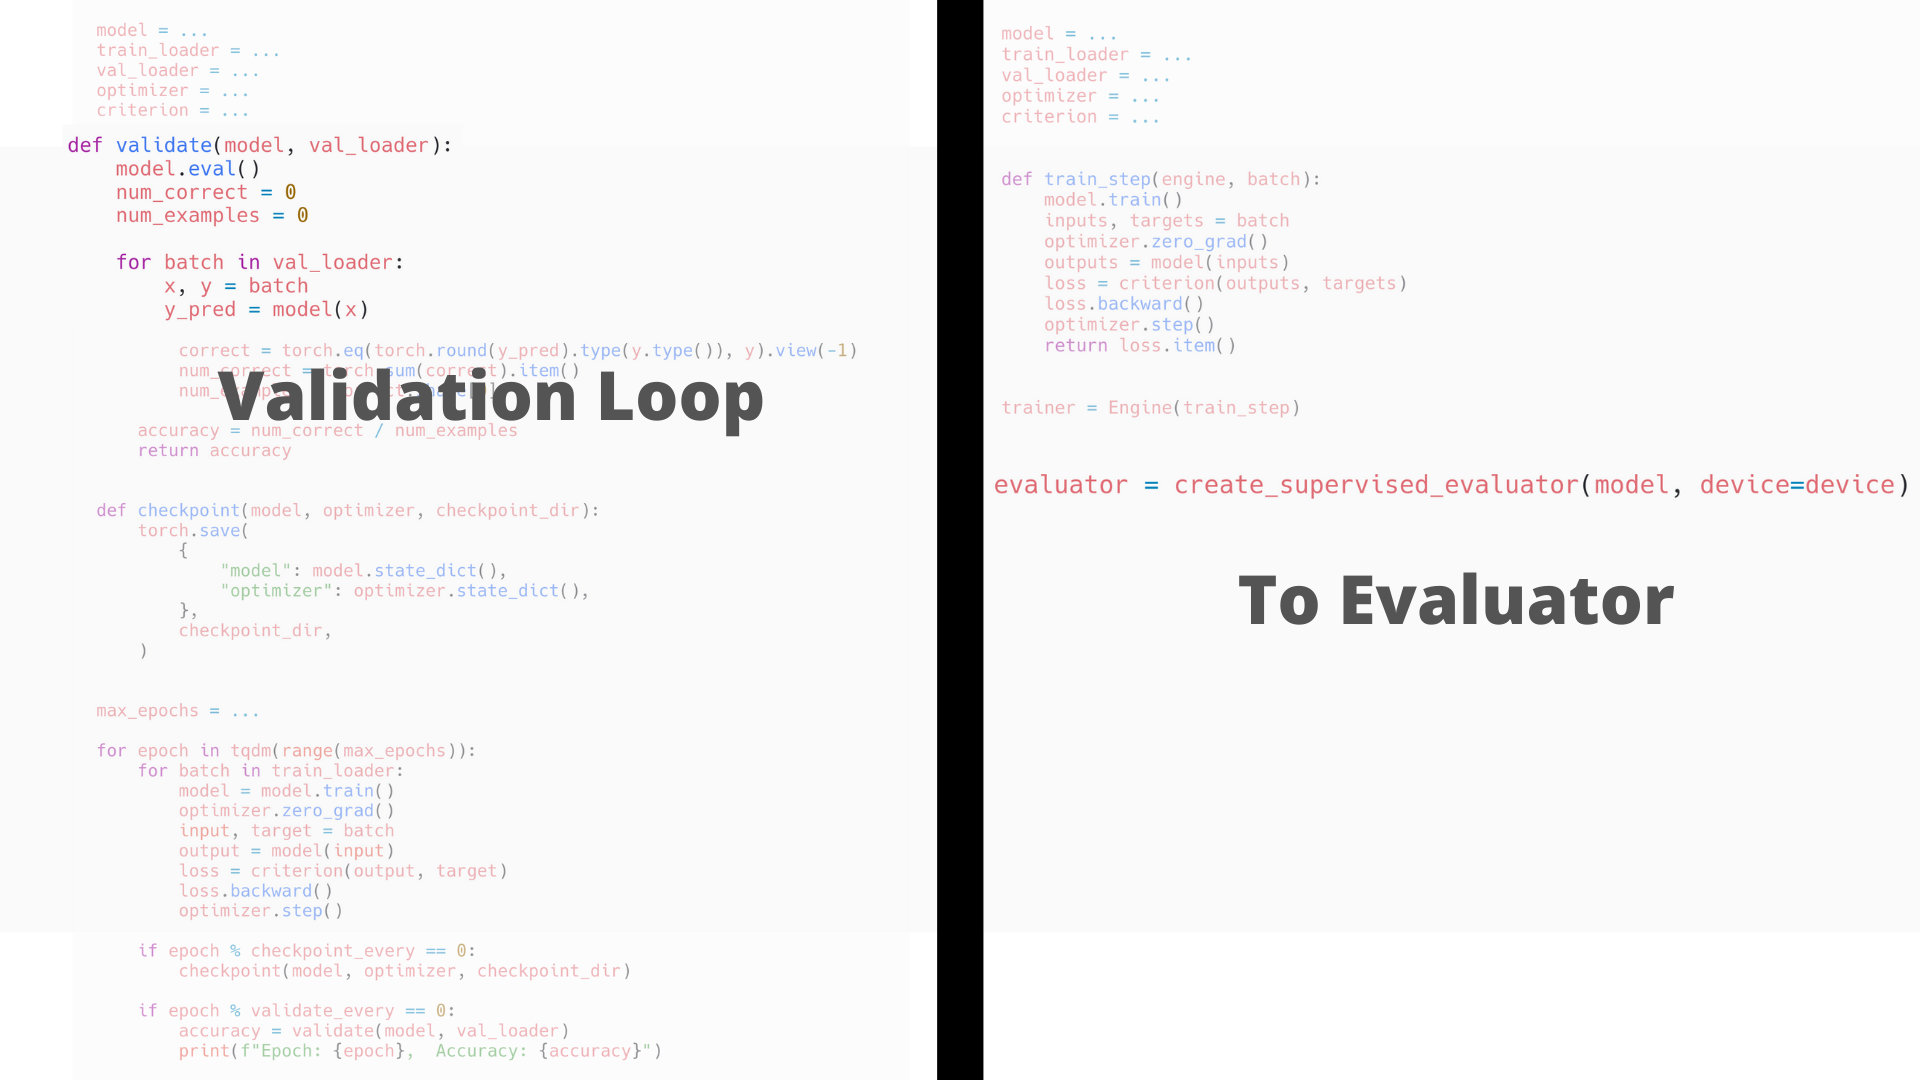 model = ...
train_loader = ...
val_loader = ...
optimizer = ...
criterion = ...
def validate(model, val_loader):
model.eval()
num_correct = 0
num_examples = 0
for batch in val_loader:
x, y = batch
y_pred = model(x)
correct = torch.eq(torch.round(y_pred).type(y.type()), y).view(-1)
num_correct = torch.sum(correct).item()
Validation Loop
accuracy = num_correct / num_examples
return accuracy
def checkpoint(model, optimizer, checkpoint_dir):
torch.save(
{
"model": model.state_dict(),
"optimizer": optimizer.state_dict(),
},
checkpoint_dir,
)
max_epochs = ...
for epoch in tqdm(range(max_epochs)):
for batch in train_loader:
model = model.train()
optimizer.zero_grad()
input, target = batch
output = model(input)
loss = criterion(output, target)
loss.backward()
optimizer.step()
if epoch % checkpoint_every == 0:
checkpoint(model, optimizer, checkpoint_dir)
if epoch % validate_every == 0:
accuracy = validate(model, val_loader)
print(f"Epoch: {epoch},  Accuracy: {accuracy}")
model = ...
train_loader = ...
val_loader = ...
optimizer = ...
criterion = ...
def train_step(engine, batch):
model.train()
inputs, targets = batch
optimizer.zero_grad()
outputs = model(inputs)
loss = criterion(outputs, targets)
loss.backward()
optimizer.step()
return loss.item()
trainer = Engine(train_step)
evaluator = create_supervised_evaluator(model, device=device)
To Evaluator